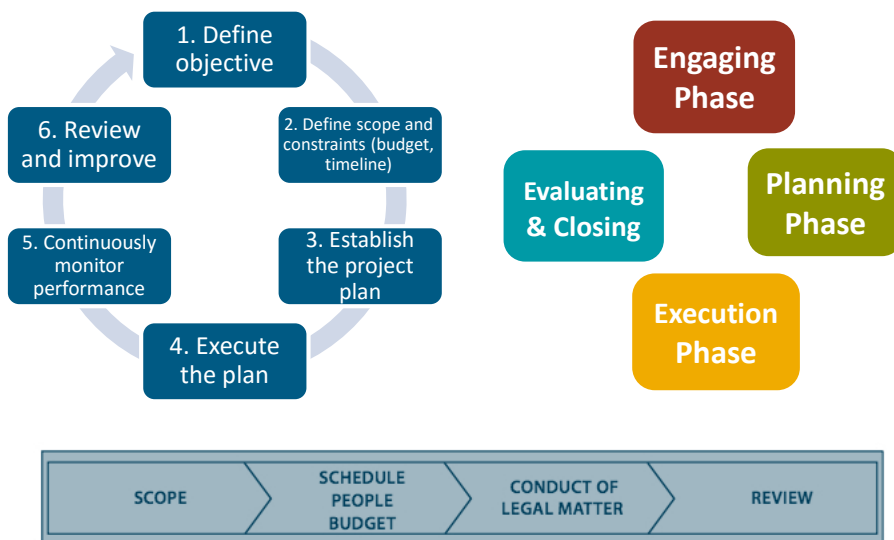 1. Define
objective
2. Define scope and
constraints (budget,
timeline)
3. Establish
the project
plan
4. Execute
the plan
5. Continuously
monitor
performance
6. Review
and improve
Engaging
Phase
Planning
Phase
Execution
Phase
Evaluating
& Closing
SCOPE
SCHEDULE
PEOPLE
BUDGET
CONDUCT OF
LEGAL MATTER
REVIEW